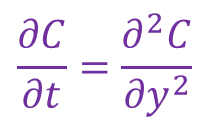 ∂C/∂t = ∂²C/∂y²